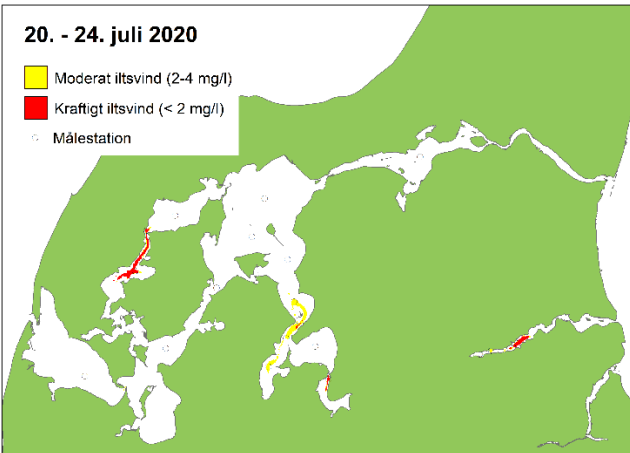 20. - 24. juli 2020
Moderat iltsvind (2-4 mg/l)
Kraftigt iltsvind (< 2 mg/l)
Målestation